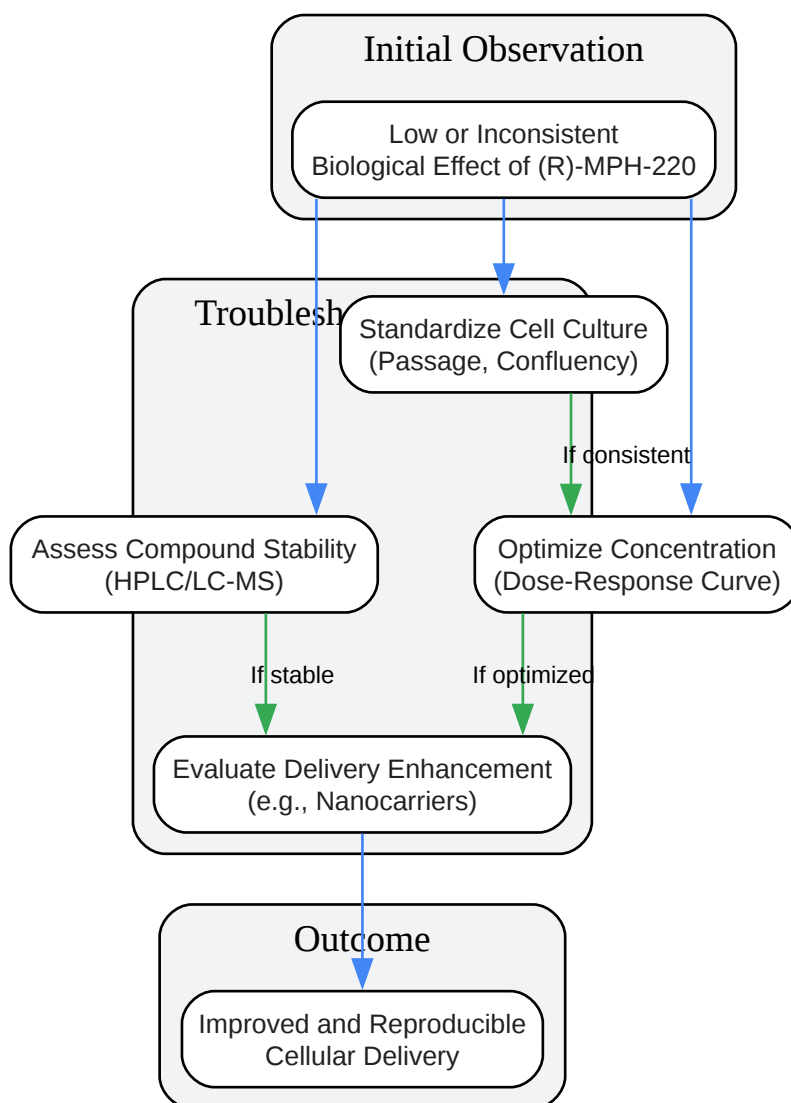 Initial Observation
Low or Inconsistent
Biological Effect of (R)-MPH-220
Troublesh
Standardize Cell Culture
(Passage, Confluency)
If consistent
Assess Compound Stability
(HPLC/LC-MS)
Optimize Concentration
(Dose-Response Curve)
If stable
If optimized
Evaluate Delivery Enhancement
(e.g., Nanocarriers)
Outcome
Improved and Reproducible
Cellular Delivery